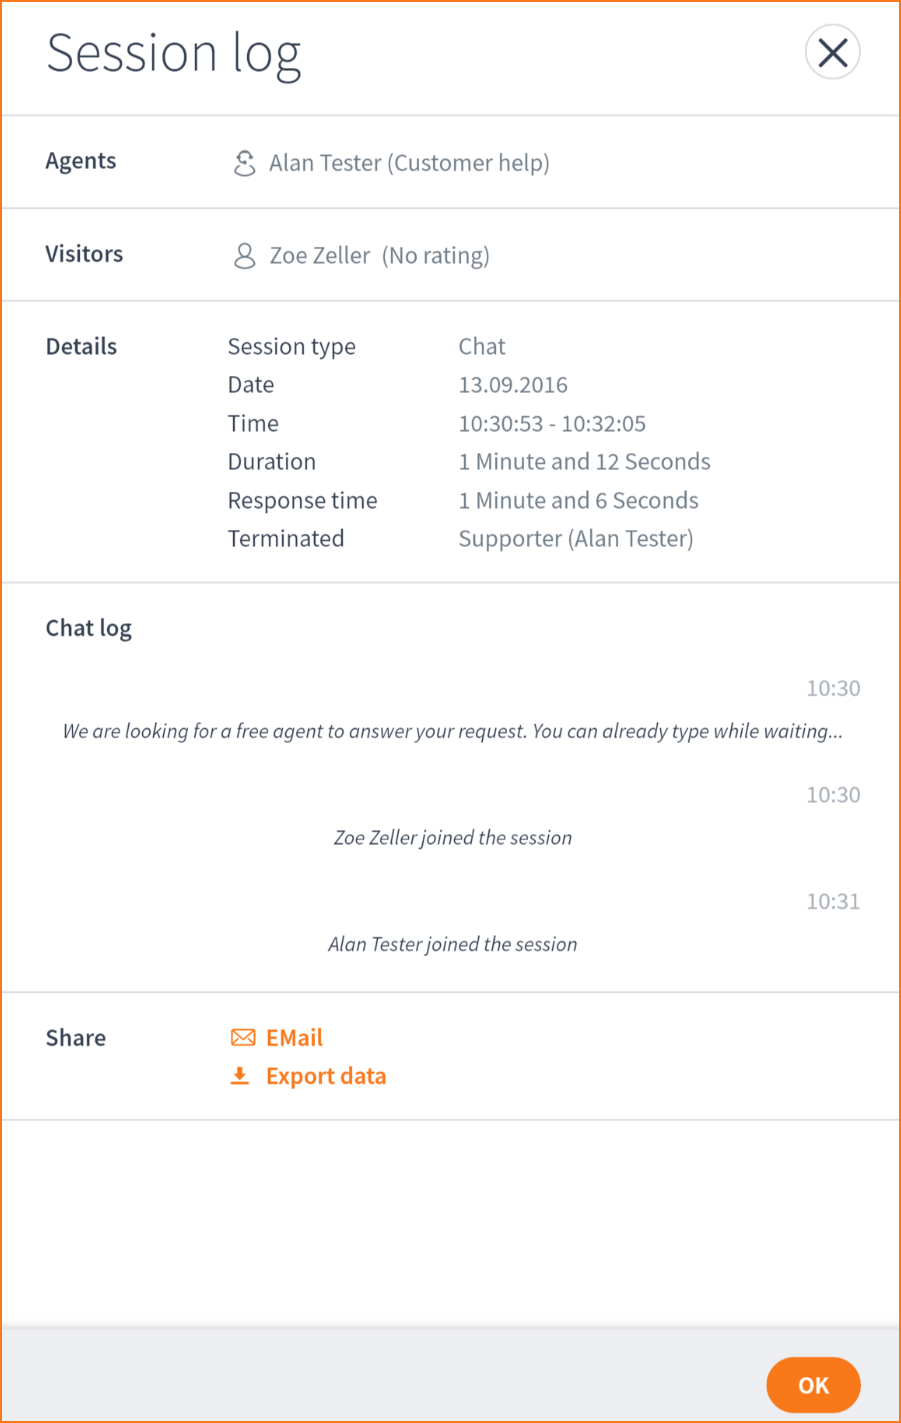 Session log
Agents
Alan Tester (Customer help)
Visitors
Zoe Zeller (No rating)
Details
Session type Chat
Date 13.09.2016
Time 10:30:53 - 10:32:05
Duration 1 Minute and 12 Seconds
Response time 1 Minute and 6 Seconds
Terminated Supporter (Alan Tester)
Chat log
10:30
We are looking for a free agent to answer your request. You can already type while waiting...
10:30
Zoe Zeller joined the session
10:31
Alan Tester joined the session
Share
EMail
Export data
OK